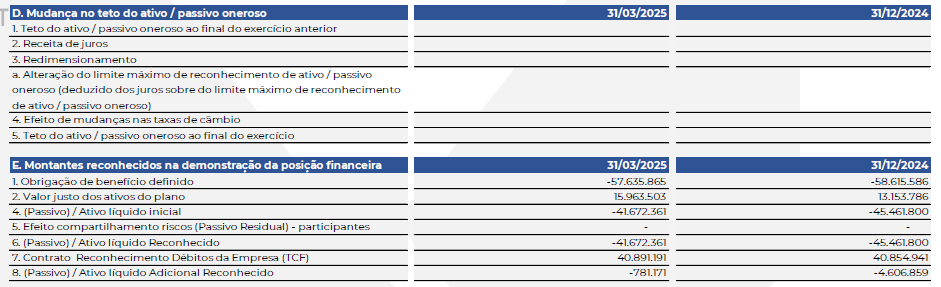 T
D. Mudança no teto do ativo / passivo oneroso 31/03/2025 31/12/2024
1. Teto do ativo / passivo oneroso ao final do exercício anterior
2. Receita de juros
3. Redimensionamento
a. Alteração do limite máximo de reconhecimento de ativo / passivo
oneroso (deduzido dos juros sobre do limite máximo de reconhecimento
de ativo / passivo oneroso)
4. Efeito de mudanças nas taxas de câmbio
5. Teto do ativo / passivo oneroso ao final do exercício
E. Montantes reconhecidos na demonstração da posição financeira 31/03/2025 31/12/2024
1. Obrigação de benefício definido -57.635.865 -58.615.586
2. Valor justo dos ativos do plano 15.963.503 13.153.786
4. (Passivo) / Ativo líquido inicial -41.672.361 -45.461.800
5. Efeito compartilhamento riscos (Passivo Residual) - participantes - -
6. (Passivo) / Ativo líquido Reconhecido -41.672.361 -45.461.800
7. Contrato Reconhecimento Débitos da Empresa (TCF) 40.891.191 40.854.941
8. (Passivo) / Ativo líquido Adicional Reconhecido -781.171 -4.606.859